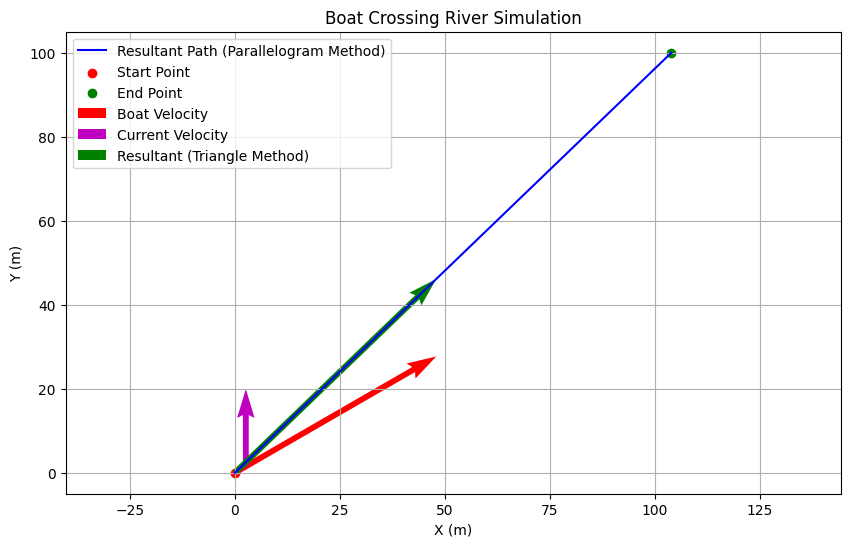 Boat Crossing River Simulation
Resultant Path (Parallelogram Method)
Start Point
End Point
Boat Velocity
Current Velocity
Resultant (Triangle Method)
Y (m)
100
80
60
40
20
0
−25
0
25
50
75
100
125
X (m)